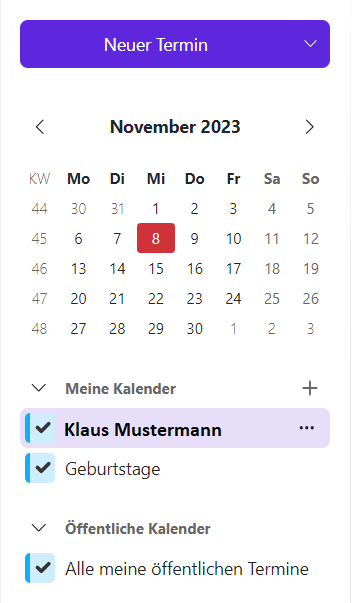 Neuer Termin
November 2023
KW Mo Di Mi Do Fr Sa So
44 30 31 1 2 3 4 5
45 6 7 8 9 10 11 12
46 13 14 15 16 17 18 19
47 20 21 22 23 24 25 26
48 27 28 29 30 1 2 3
Meine Kalender
Klaus Mustermann
Geburtstage
Öffentliche Kalender
Alle meine öffentlichen Termine